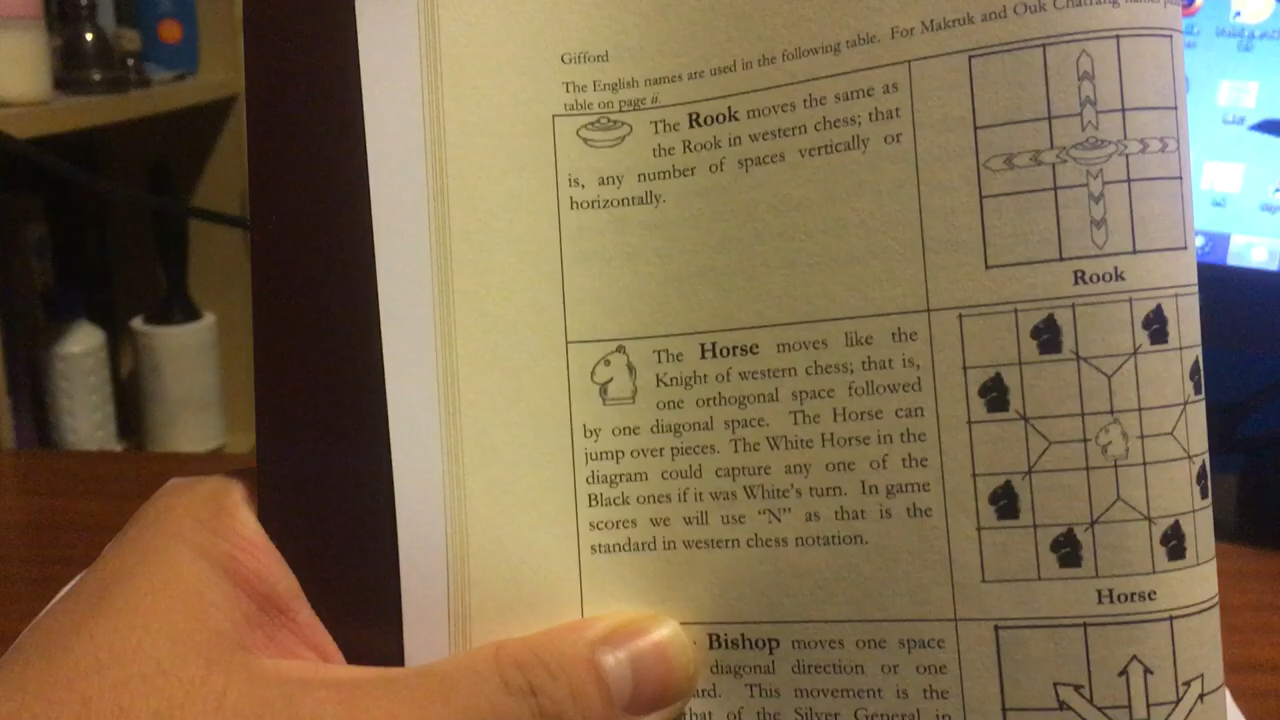 Gifford
The English names are used in the following table. For Makruk and Ouk Chatrang names
table on page ii.
The Rook moves the same as
the Rook in western chess; that
is, any number of spaces vertically or
horizontally.
Rook
The Horse moves like the
Knight of western chess; that is,
one orthogonal space followed
by one diagonal space. The Horse can
jump over pieces. The White Horse in the
diagram could capture any one of the
Black ones if it was White's turn. In game
scores we will use "N" as that is the
standard in western chess notation.
Horse
Bishop moves one space
diagonal direction or one
This movement is the
that of the Silver General in